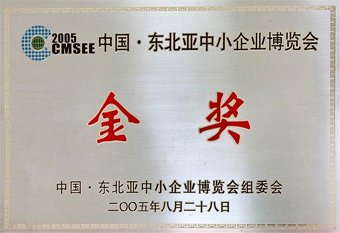 2005
CMSEE
中国·东北亚中小企业博览会
金奖
中国·东北亚中小企业博览会组委会
二〇〇五年八月二十八日